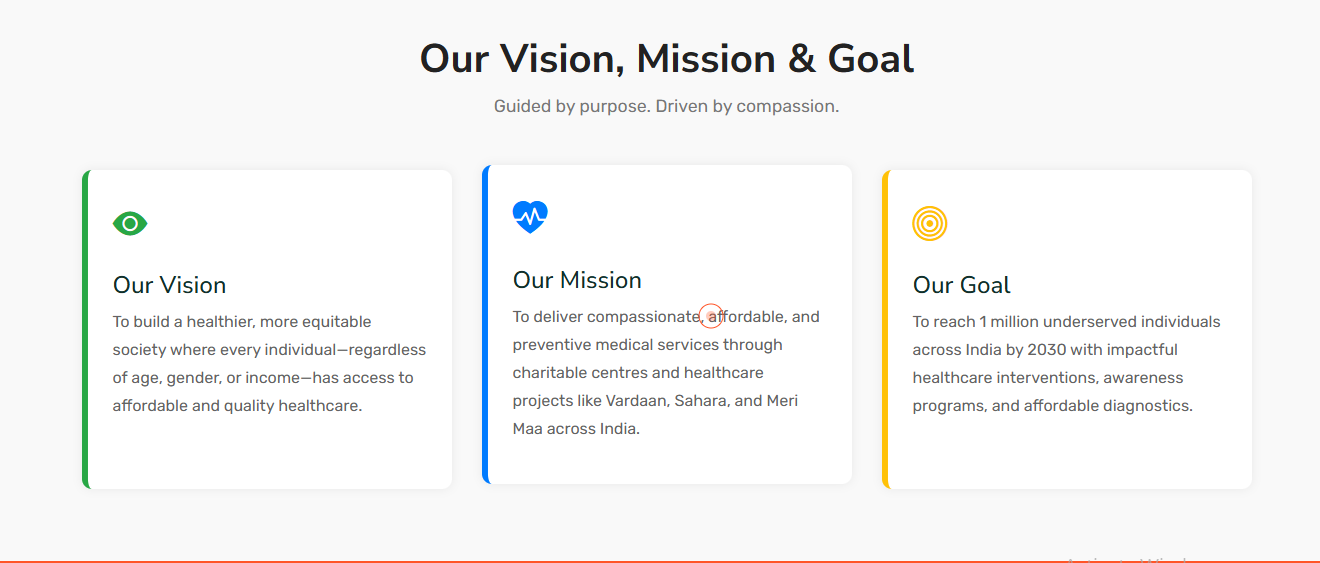 Our Vision, Mission & Goal
Guided by purpose. Driven by compassion.
Our Vision
To build a healthier, more equitable
society where every individual—regardless
of age, gender, or income—has access to
affordable and quality healthcare.
Our Mission
To deliver compassionate, affordable, and
preventive medical services through
charitable centres and healthcare
projects like Vardaan, Sahara, and Meri
Maa across India.
Our Goal
To reach 1 million underserved individuals
across India by 2030 with impactful
healthcare interventions, awareness
programs, and affordable diagnostics.